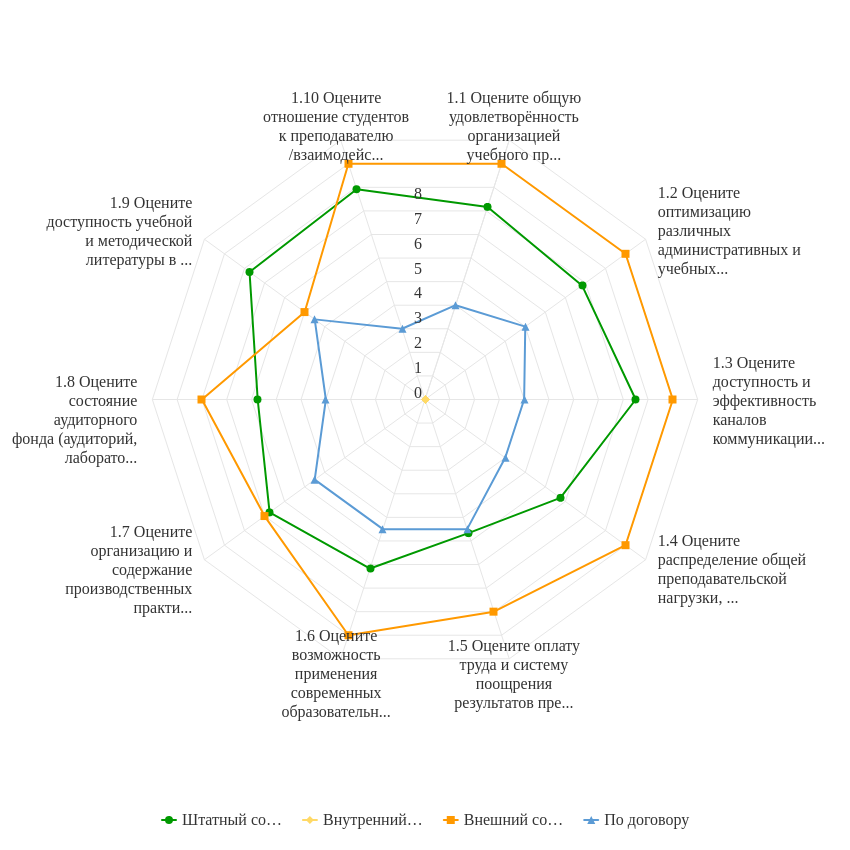 1.10 Оцените
отношение студентов
к преподавателю
/взаимодейс...
1.1 Оцените общую
удовлетворённость
организацией
учебного пр...
1.2 Оцените
оптимизацию
различных
административных и
учебных...
1.9 Оцените
доступность учебной
и методической
литературы в ...
8
7
6
5
4
3
2
1
0
1.3 Оцените
доступность и
эффективность
каналов
коммуникации...
1.8 Оцените
состояние
аудиторного
фонда (аудиторий,
лаборато...
1.4 Оцените
распределение общей
преподавательской
нагрузки, ...
1.7 Оцените
организацию и
содержание
производственных
практи...
1.6 Оцените
возможность
применения
современных
образовательн...
1.5 Оцените оплату
труда и систему
поощрения
результатов пре...
Штатный со… Внутренний… Внешний со… По договору